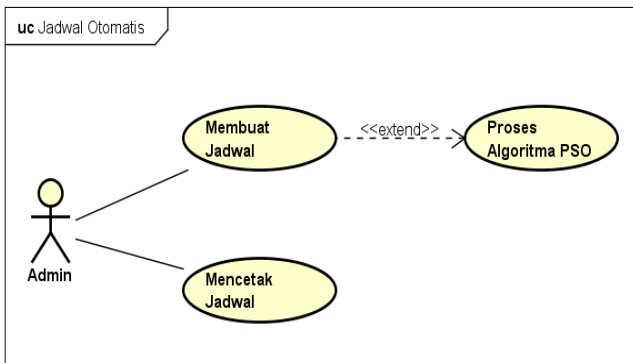 uc Jadwal Otomatis
Membuat
Jadwal
<<extend>>
Proses
Algoritma PSO
Admin
Mencetak
Jadwal